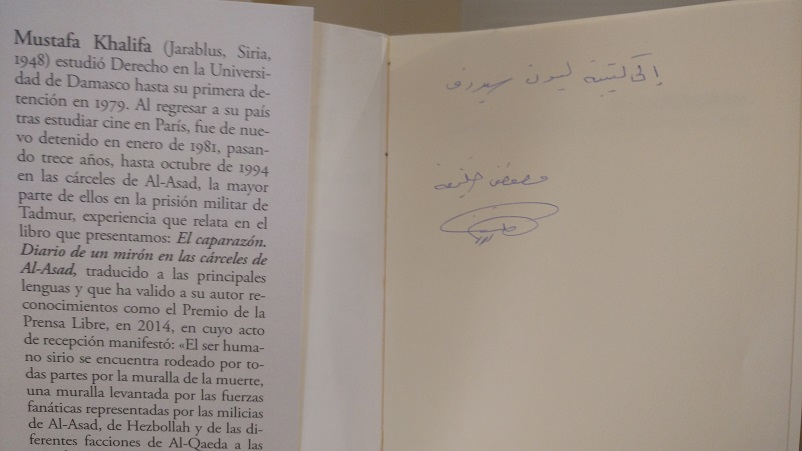 Mustafa Khalifa (Jarablus, Siria,
1948) estudió Derecho en la Universi-
dad de Damasco hasta su primera de-
tención en 1979. Al regresar a su país
tras estudiar cine en París, fue de nue-
vo detenido en enero de 1981, pasan-
do trece años, hasta octubre de 1994
en las cárceles de Al-Asad, la mayor
parte de ellos en la prisión militar de
Tadmur, experiencia que relata en el
libro que presentamos: El caparazón.
Diario de un mirón en las cárceles de
Al-Asad, traducido a las principales
lenguas y que ha valido a su autor re-
conocimientos como el Premio de la
Prensa Libre, en 2014, en cuyo acto
de recepción manifestó: «El ser huma-
no sirio se encuentra rodeado por to-
das partes por la muralla de la muerte,
una muralla levantada por las fuerzas
fanáticas representadas por las milicias
de Al-Asad, de Hezbollah y de las di-
ferentes facciones de Al-Qaeda a las
مصطفى خليفة